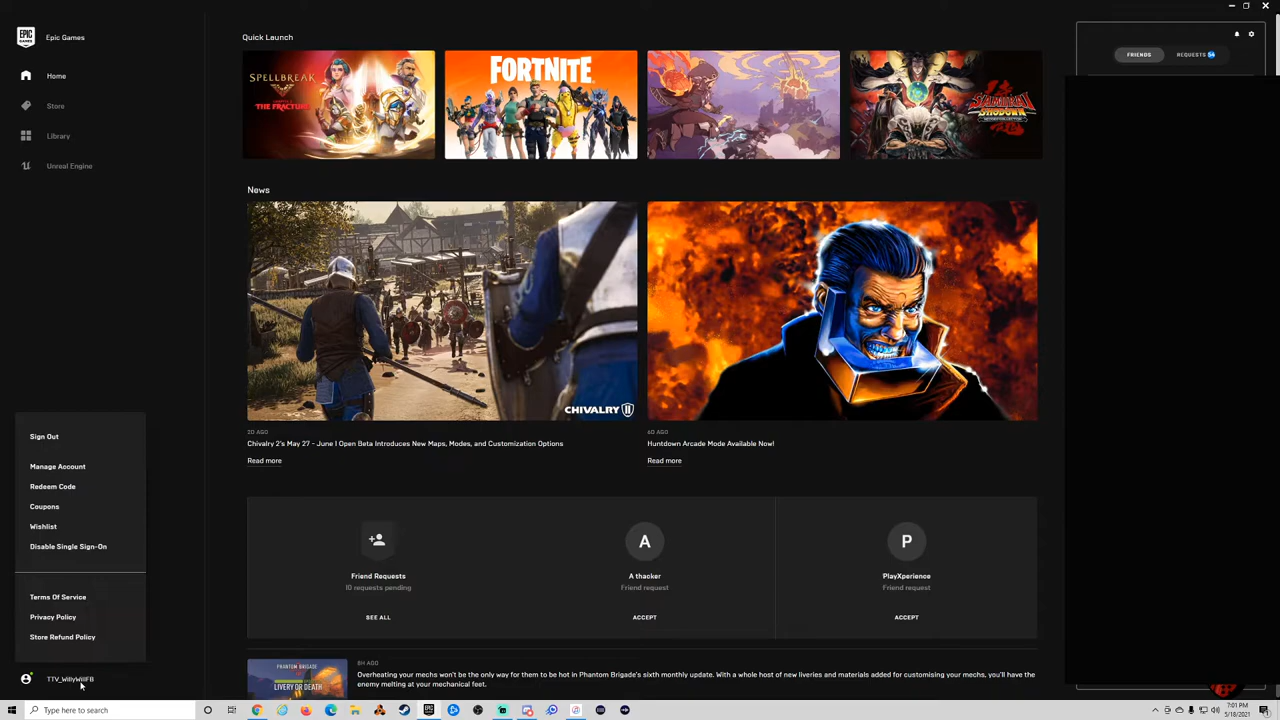 EPIC
GAMES
Epic Games
Home
Store
Library
Unreal Engine
Sign Out
Manage Account
Redeem Code
Coupons
Wishlist
Disable Single Sign-On
Terms Of Service
Privacy Policy
Store Refund Policy
TTV_WillyWillFB
Quick Launch
SPELLBREAK
THE FRACTURE
FORTNITE
SAMURAI
SHODOWN
News
CHIVALRY II
2D AGO
Chivalry 2's May 27 - June 1 Open Beta Introduces New Maps, Modes, and Customization Options
Read more
6D AGO
Huntdown Arcade Mode Available Now!
Read more
Friend Requests
10 requests pending
SEE ALL
A
A thacker
Friend request
ACCEPT
P
PlayXperience
Friend request
ACCEPT
PHANTOM BRIGADE
LIVERY OR DEATH
8H AGO
Overheating your mechs won't be the only way for them to be hot in Phantom Brigade's sixth monthly update. With a whole host of new liveries and materials added for customising your mechs, you'll have the
enemy melting at your mechanical feet.
FRIENDS
REQUESTS 54
Type here to search
7:01 PM
5/18/2021